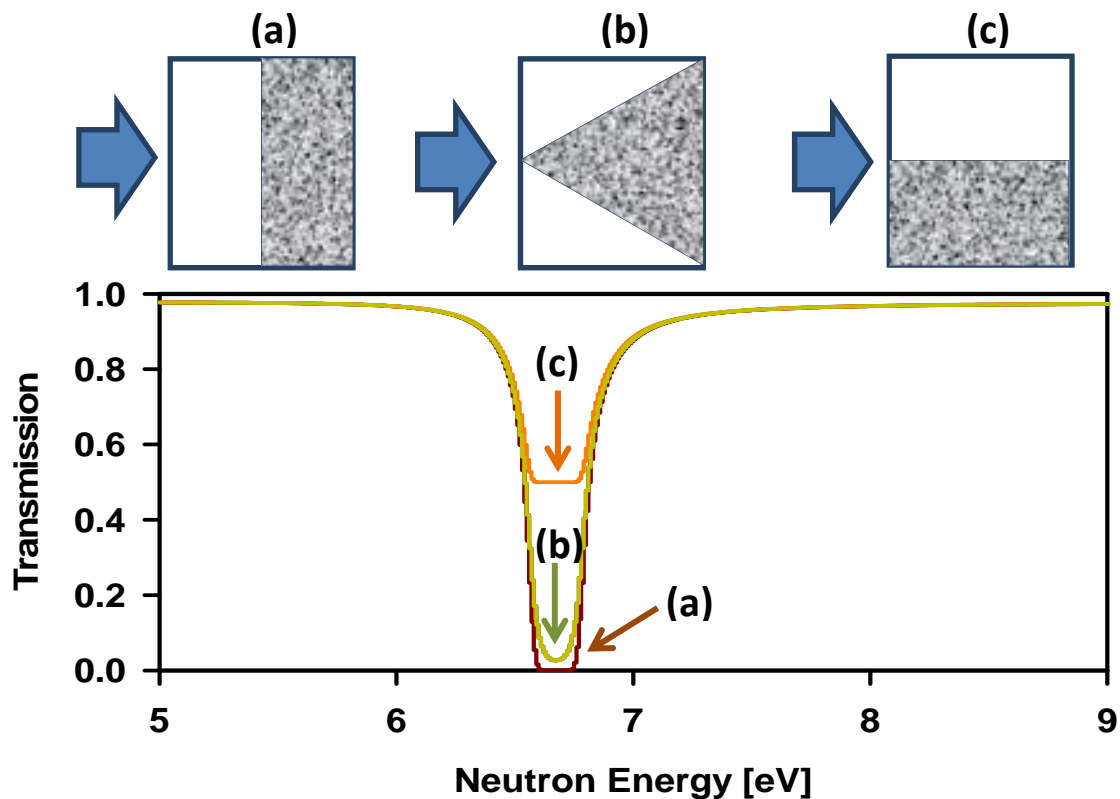 (a) (b) (c)
1.0
0.8
0.6
0.4
0.2
0.0
Transmission
(c)
(b)
(a)
5 6 7 8 9
Neutron Energy [eV]